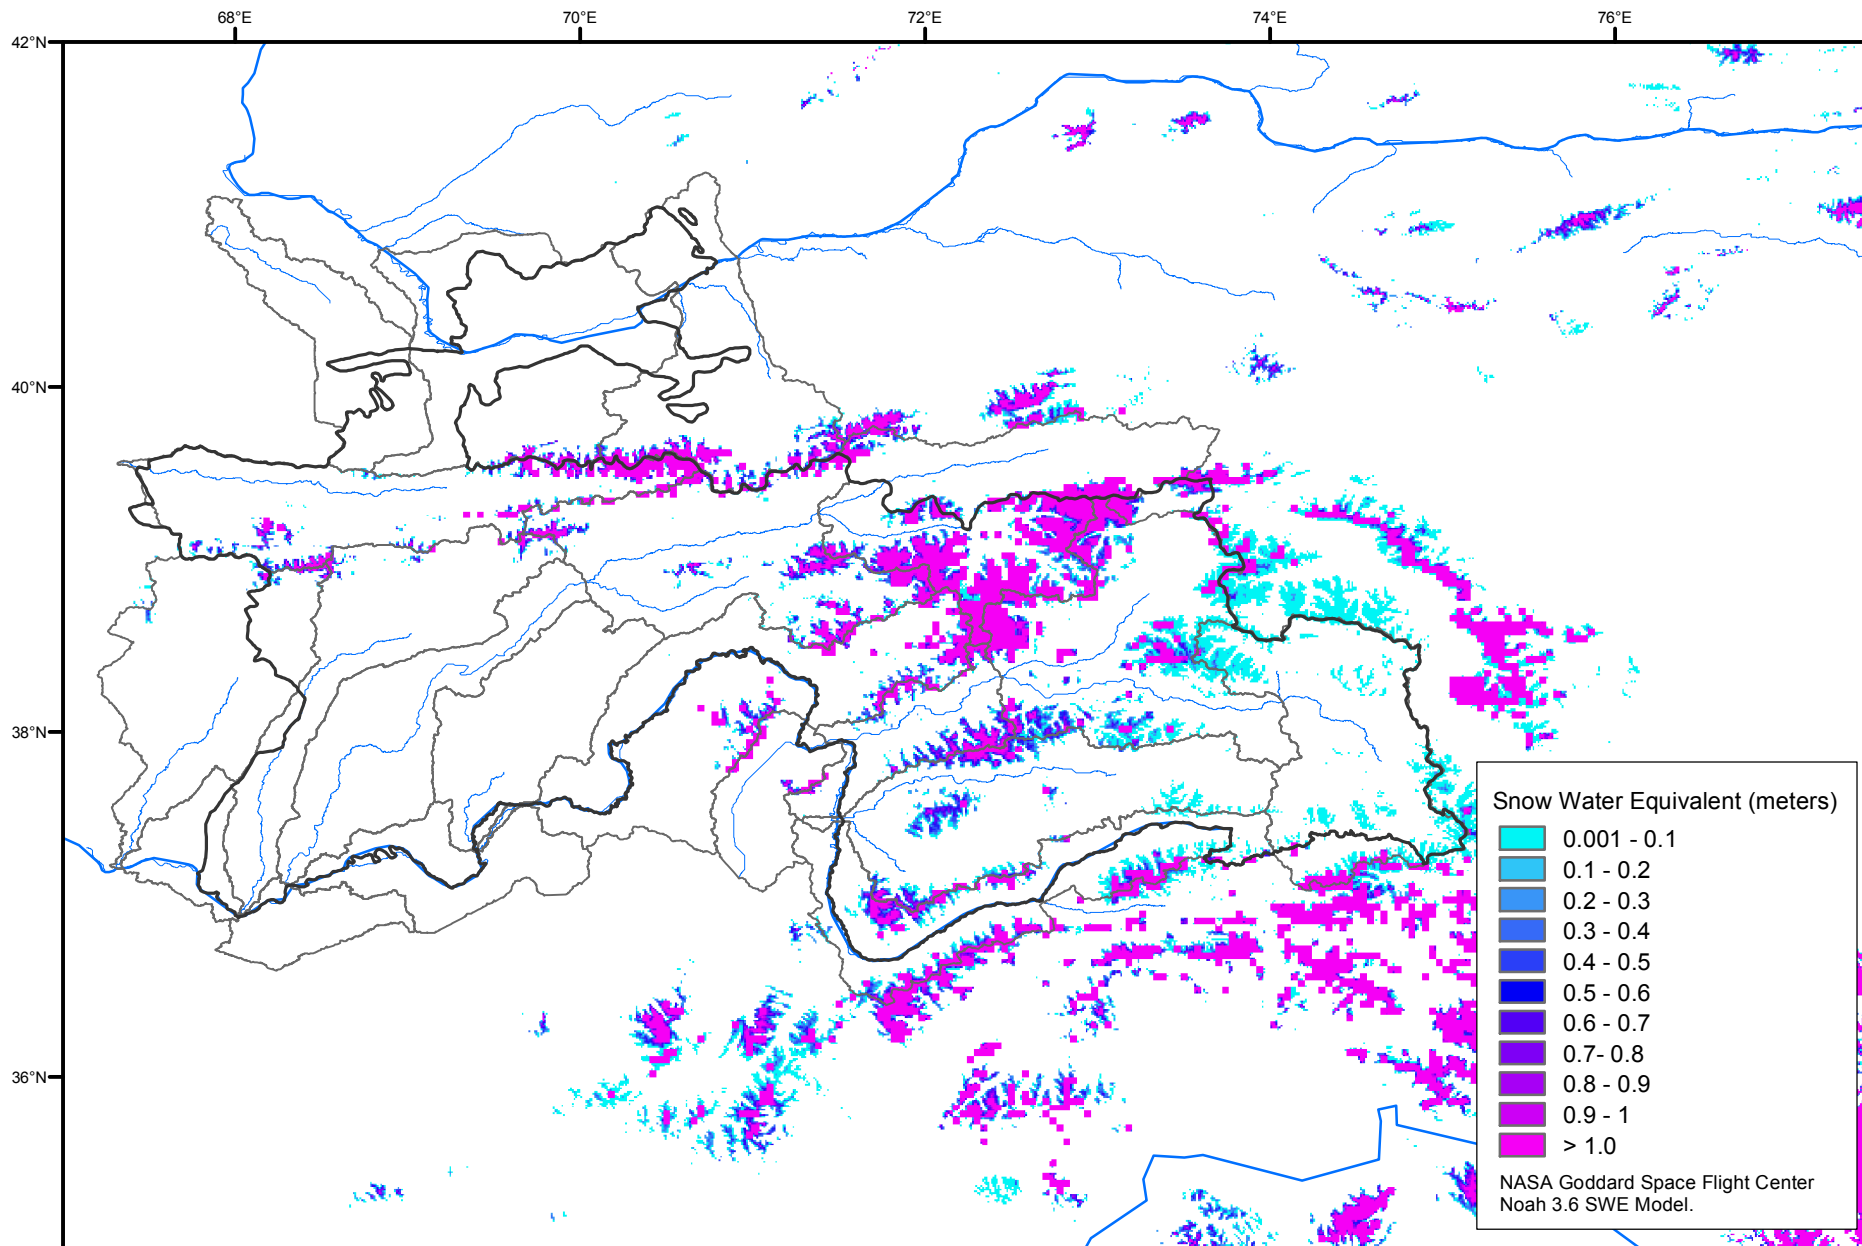 68°E
70°E
72°E
74°E
76°E
42°N
40°N
38°N
36°N
Snow Water Equivalent (meters)
0.001 - 0.1
0.1 - 0.2
0.2 - 0.3
0.3 - 0.4
0.4 - 0.5
0.5 - 0.6
0.6 - 0.7
0.7- 0.8
0.8 - 0.9
0.9 - 1
> 1.0
NASA Goddard Space Flight Center
Noah 3.6 SWE Model.